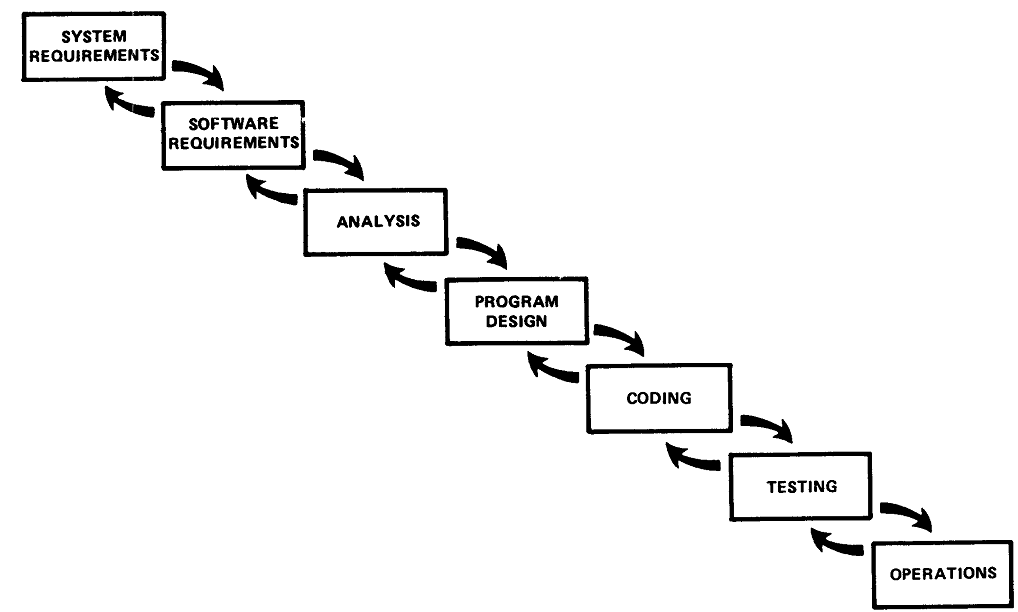 SYSTEM
REQUIREMENTS
SOFTWARE
REQUIREMENTS
ANALYSIS
PROGRAM
DESIGN
CODING
TESTING
OPERATIONS